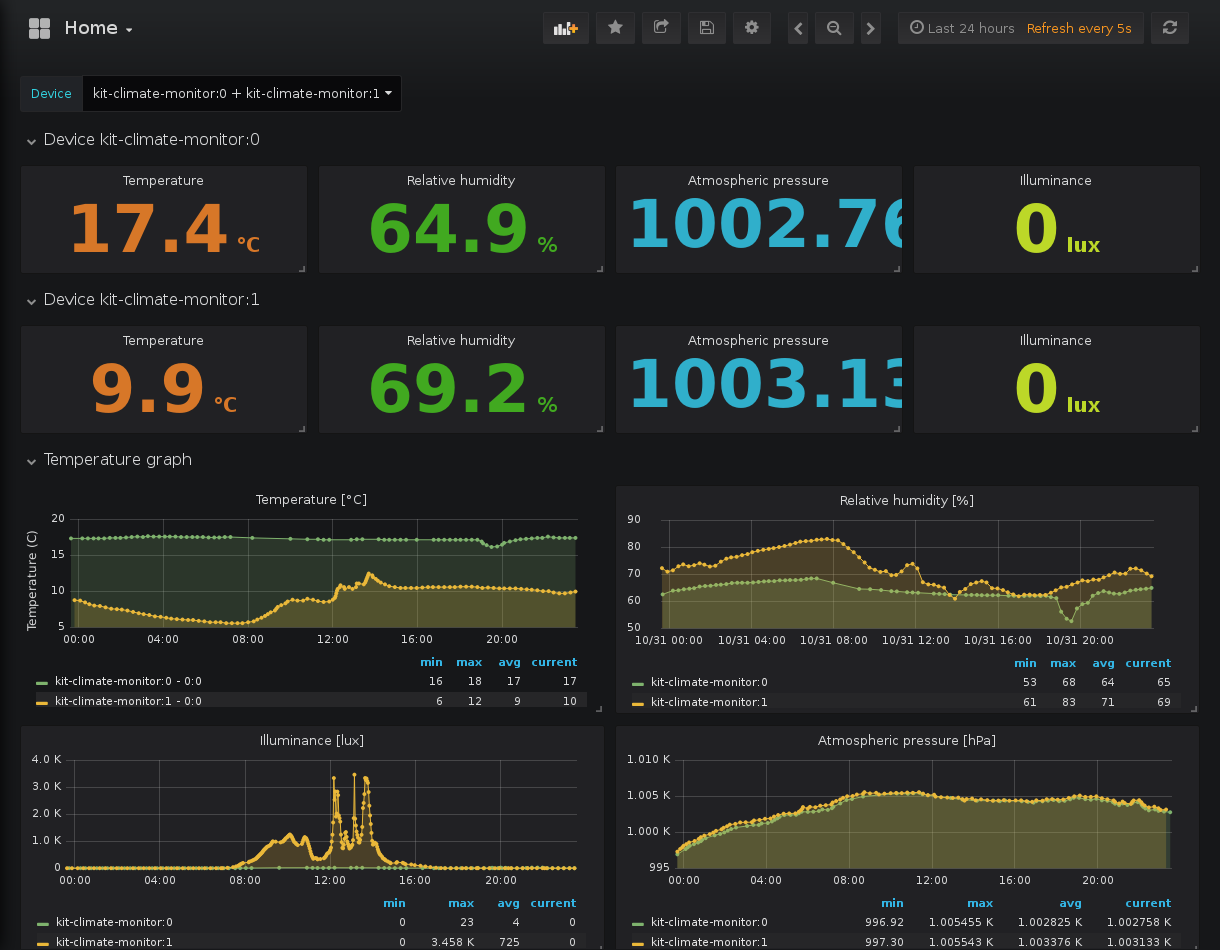 Home
Last 24 hours Refresh every 5s
Device kit-climate-monitor:0 + kit-climate-monitor:1
Device kit-climate-monitor:0
Temperature Relative humidity Atmospheric pressure Illuminance
17.4 °C 64.9 % 1002.76 0 lux
Device kit-climate-monitor:1
Temperature Relative humidity Atmospheric pressure Illuminance
9.9 °C 69.2 % 1003.13 0 lux
Temperature graph
Temperature [°C]
Temperature (C)
20
15
10
5
00:00 04:00 08:00 12:00 16:00 20:00
min max avg current
kit-climate-monitor:0 - 0:0 16 18 17 17
kit-climate-monitor:1 - 0:0 6 12 9 10
Relative humidity [%]
90
80
70
60
50
10/31 00:00 10/31 04:00 10/31 08:00 10/31 12:00 10/31 16:00 10/31 20:00
min max avg current
kit-climate-monitor:0 53 68 64 65
kit-climate-monitor:1 61 83 71 69
Illuminance [lux]
4.0 K
3.0 K
2.0 K
1.0 K
0
00:00 04:00 08:00 12:00 16:00 20:00
min max avg current
kit-climate-monitor:0 0 23 4 0
kit-climate-monitor:1 0 3.458 K 725 0
Atmospheric pressure [hPa]
1.010 K
1.005 K
1.000 K
995
00:00 04:00 08:00 12:00 16:00 20:00
min max avg current
kit-climate-monitor:0 996.92 1.005455 K 1.002825 K 1.002758 K
kit-climate-monitor:1 997.30 1.005543 K 1.003376 K 1.003133 K